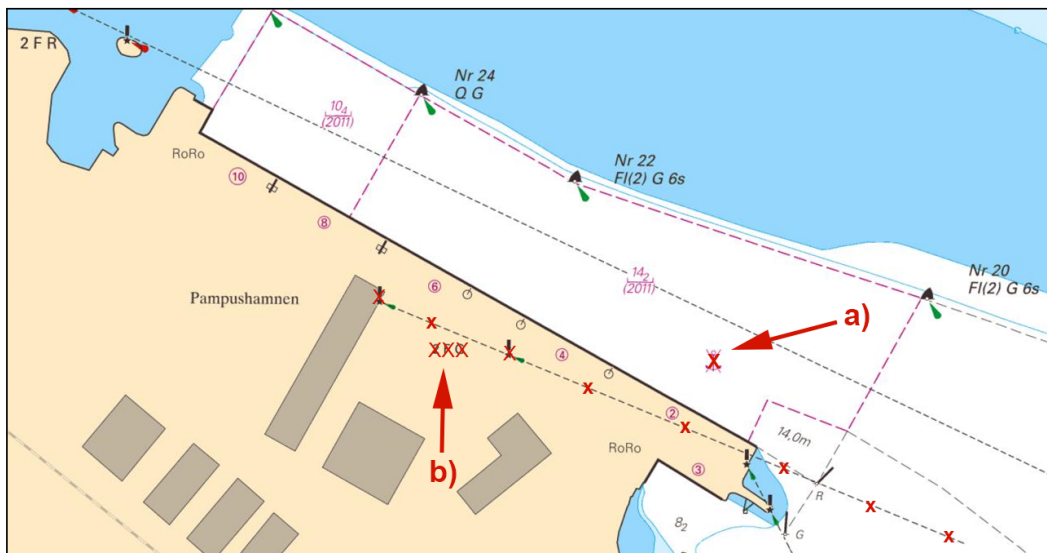 2 F R
Nr 24
Q G
10₄
(2011)
Nr 22
Fl(2) G 6s
RoRo
⑩
⑧
14₂
(2011)
Nr 20
Fl(2) G 6s
a)
Pampushamnen
⑥
④
②
14,0m
b)
RoRo
③
R
G
8₂